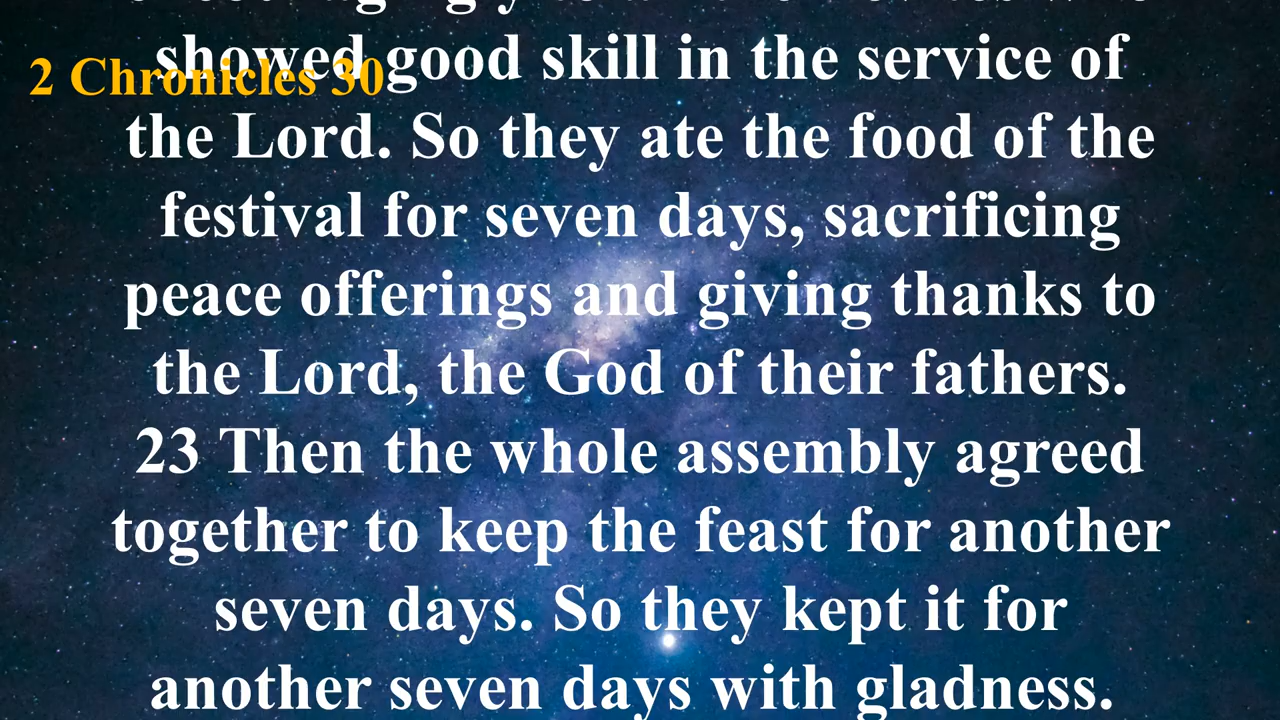 2 Chronicles 30
showed good skill in the service of
the Lord. So they ate the food of the
festival for seven days, sacrificing
peace offerings and giving thanks to
the Lord, the God of their fathers.
23 Then the whole assembly agreed
together to keep the feast for another
seven days. So they kept it for
another seven days with gladness.